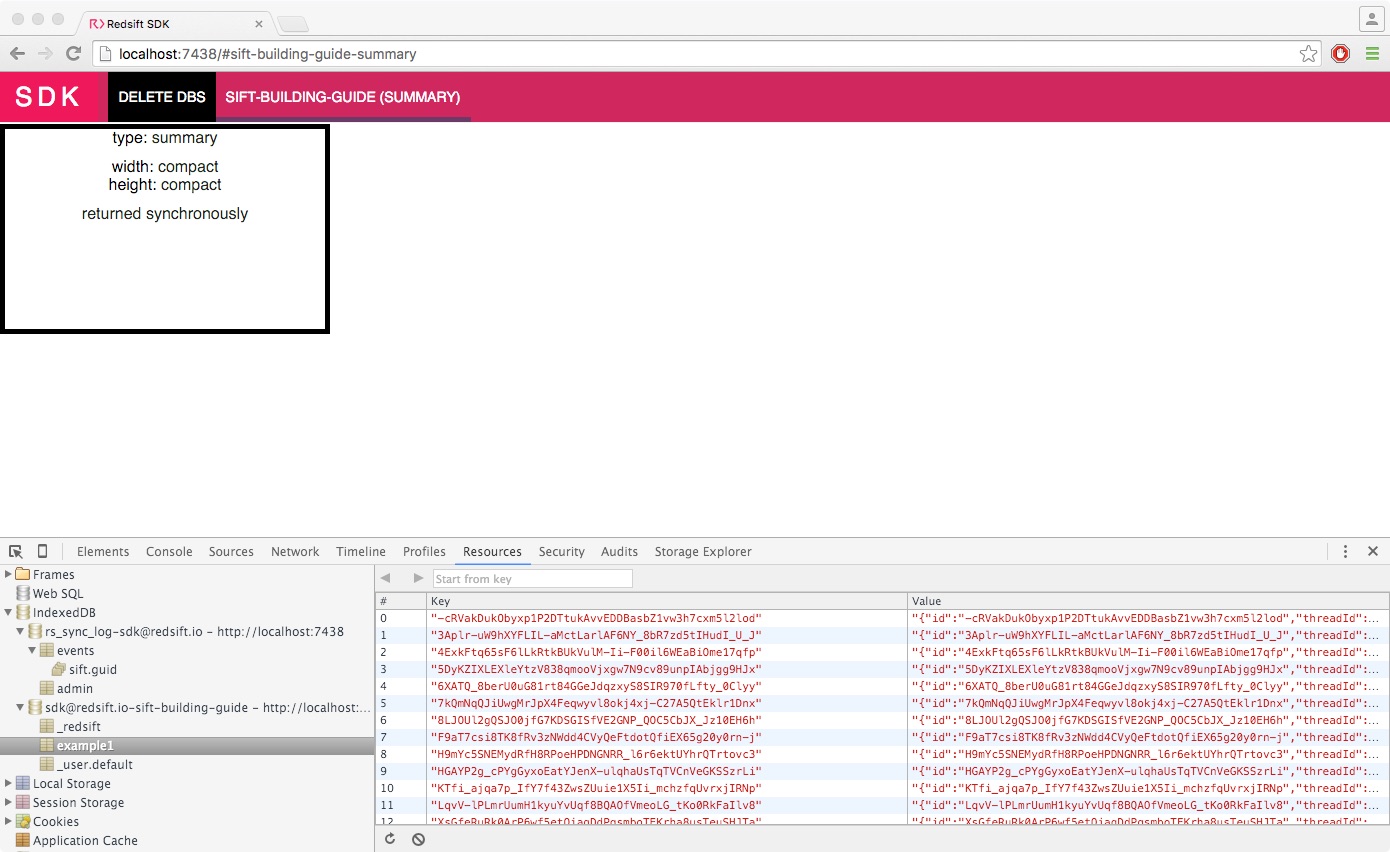 Redsift SDK
localhost:7438/#sift-building-guide-summary
SDK DELETE DBS SIFT-BUILDING-GUIDE (SUMMARY)
type: summary
width: compact
height: compact
returned synchronously
Elements Console Sources Network Timeline Profiles Resources Security Audits Storage Explorer
Frames
Web SQL
IndexedDB
rs_sync_log-sdk@redsift.io – http://localhost:7438
events
sift.guid
admin
sdk@redsift.io-sift-building-guide – http://localhost:...
_redsift
example1
_user.default
Local Storage
Session Storage
Cookies
Application Cache
Start from key
# Key Value
0 "-cRVakDukObyxp1P2DTtukAvvEDDBasbZ1vw3h7cxm5l2lod" "{"id":"-cRVakDukObyxp1P2DTtukAvvEDDBasbZ1vw3h7cxm5l2lod","threadId":...
1 "3Aplr-uW9hXYFLIL-aMctLarlAF6NY_8bR7zd5tIHudI_U_J" "{"id":"3Aplr-uW9hXYFLIL-aMctLarlAF6NY_8bR7zd5tIHudI_U_J","threadId":...
2 "4ExkFtq65sF6lLkRtkBUkVulM-Ii-F00il6WEaBiOme17qfp" "{"id":"4ExkFtq65sF6lLkRtkBUkVulM-Ii-F00il6WEaBiOme17qfp","threadId":...
3 "5DyKZIXLEXleYtzV838qmooVjxgw7N9cv89unpIAbjgg9HJx" "{"id":"5DyKZIXLEXleYtzV838qmooVjxgw7N9cv89unpIAbjgg9HJx","threadId":...
4 "6XATQ_8berU0uG81rt84GGeJdqzxyS8SIR970fLfty_0Clyy" "{"id":"6XATQ_8berU0uG81rt84GGeJdqzxyS8SIR970fLfty_0Clyy","threadId":...
5 "7kQmNqQJiUwgMrJpX4Feqwyvl8okj4xj-C27A5QtEklr1Dnx" "{"id":"7kQmNqQJiUwgMrJpX4Feqwyvl8okj4xj-C27A5QtEklr1Dnx","threadId":...
6 "8LJOUl2gQSJO0jfG7KDSGISfVE2GNP_QOC5CbJX_Jz10EH6h" "{"id":"8LJOUl2gQSJO0jfG7KDSGISfVE2GNP_QOC5CbJX_Jz10EH6h","threadId":...
7 "F9aT7csi8TK8fRv3zNWdd4CVyQeFtdotQfiEX65g20y0rn-j" "{"id":"F9aT7csi8TK8fRv3zNWdd4CVyQeFtdotQfiEX65g20y0rn-j","threadId":...
8 "H9mYc5SNEMydRfH8RPoeHPDNGNRR_l6r6ektUYhrQTrtovc3" "{"id":"H9mYc5SNEMydRfH8RPoeHPDNGNRR_l6r6ektUYhrQTrtovc3","threadId":...
9 "HGAYP2g_cPYgGyxoEatYJenX-ulqhaUsTqTVCnVeGKSSzrLi" "{"id":"HGAYP2g_cPYgGyxoEatYJenX-ulqhaUsTqTVCnVeGKSSzrLi","threadId":...
10 "KTfi_ajqa7p_IfY7f43ZwsZUuie1X5Ii_mchzfqUvrxjIRNp" "{"id":"KTfi_ajqa7p_IfY7f43ZwsZUuie1X5Ii_mchzfqUvrxjIRNp","threadId":...
11 "LqvV-lPLmrUumH1kyuYvUqf8BQAOfVmeoLG_tKo0RkFaIlv8" "{"id":"LqvV-lPLmrUumH1kyuYvUqf8BQAOfVmeoLG_tKo0RkFaIlv8","threadId":...
12